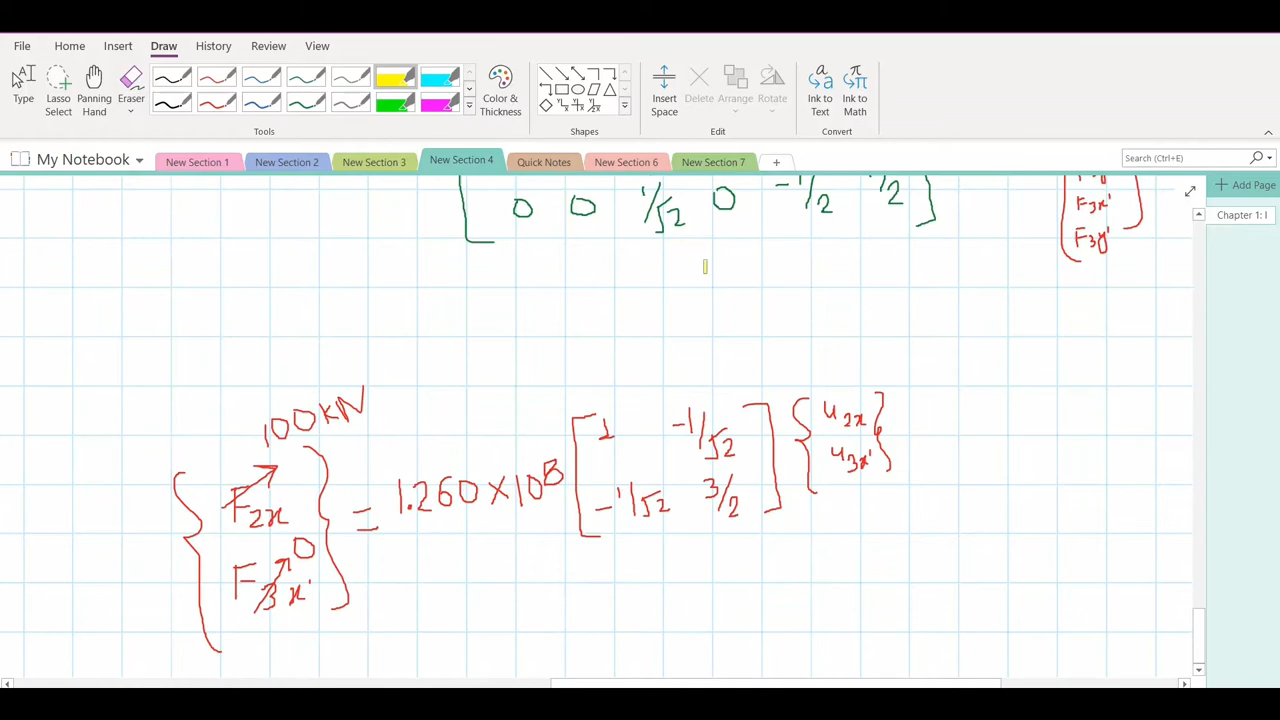 File Home Insert Draw History Review View
Type Lasso Select Panning Hand Eraser Color & Thickness Insert Space Delete Arrange Rotate Ink to Text Ink to Math
Tools Shapes Edit Convert
My Notebook New Section 1 New Section 2 New Section 3 New Section 4 Quick Notes New Section 6 New Section 7 Search (Ctrl+E)
Add Page
Chapter 1: I
0 0 1/√2 0 -1/2 1/2
F3x'
F3y'
100kN
{F2x F3x' 0} = 1.260 × 10^8 [1 -1/√2
-1/√2 3/2] {u2x
u3x'}